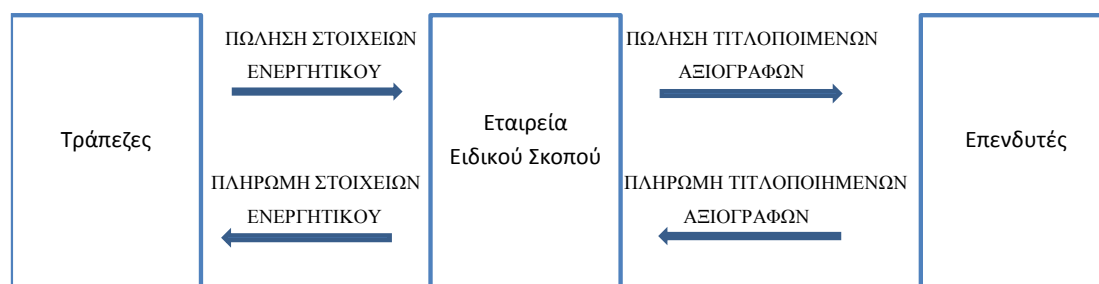 Τράπεζες
ΠΩΛΗΣΗ ΣΤΟΙΧΕΙΩΝ
ΕΝΕΡΓΗΤΙΚΟΥ
ΠΛΗΡΩΜΗ ΣΤΟΙΧΕΙΩΝ
ΕΝΕΡΓΗΤΙΚΟΥ
Εταιρεία
Ειδικού Σκοπού
ΠΩΛΗΣΗ ΤΙΤΛΟΠΟΙΜΕΝΩΝ
ΑΞΙΟΓΡΑΦΩΝ
ΠΛΗΡΩΜΗ ΤΙΤΛΟΠΟΙΗΜΕΝΩΝ
ΑΞΙΟΓΡΑΦΩΝ
Επενδυτές